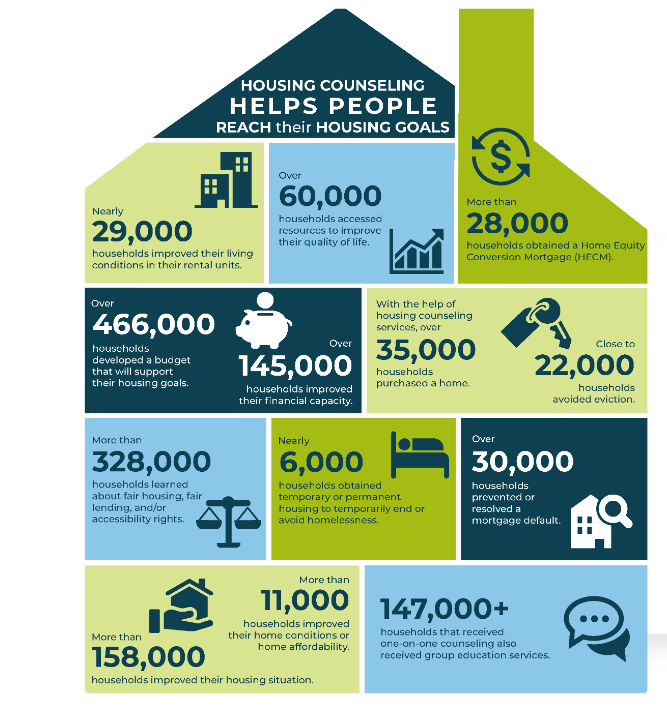 HOUSING COUNSELING
HELPS PEOPLE
REACH their HOUSING GOALS
Nearly
29,000
households improved their living
conditions in their rental units.
Over
60,000
households accessed
resources to improve
their quality of life.
$
More than
28,000
households obtained a Home Equity
Conversion Mortgage (HECM).
Over
466,000
households
developed a budget
that will support
their housing goals.
Over
145,000
households improved
their financial capacity.
With the help of
housing counseling
services, over
35,000
households
purchased a home.
Close to
22,000
households
avoided eviction.
More than
328,000
households learned
about fair housing, fair
lending, and/or
accessibility rights.
Nearly
6,000
households obtained
temporary or permanent
housing to temporarily end or
avoid homelessness.
Over
30,000
households
prevented or
resolved a
mortgage default.
More than
158,000
households improved their housing situation.
More than
11,000
households improved
their home conditions or
home affordability.
147,000+
households that received
one-on-one counseling also
received group education services.